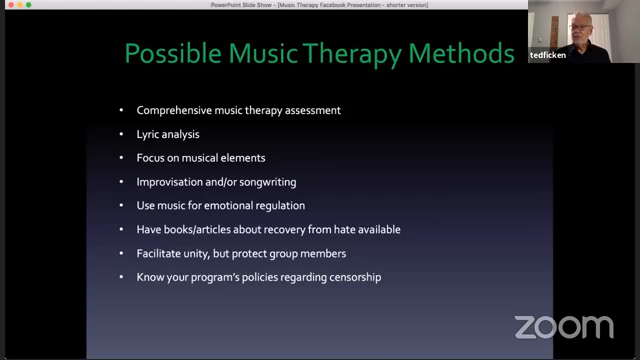 PowerPoint Slide Show - [Music Therapy Facebook Presentation - shorter version]
tedficken
Possible Music Therapy Methods
• Comprehensive music therapy assessment
• Lyric analysis
• Focus on musical elements
• Improvisation and/or songwriting
• Use music for emotional regulation
• Have books/articles about recovery from hate available
• Facilitate unity, but protect group members
• Know your program's policies regarding censorship
zoom